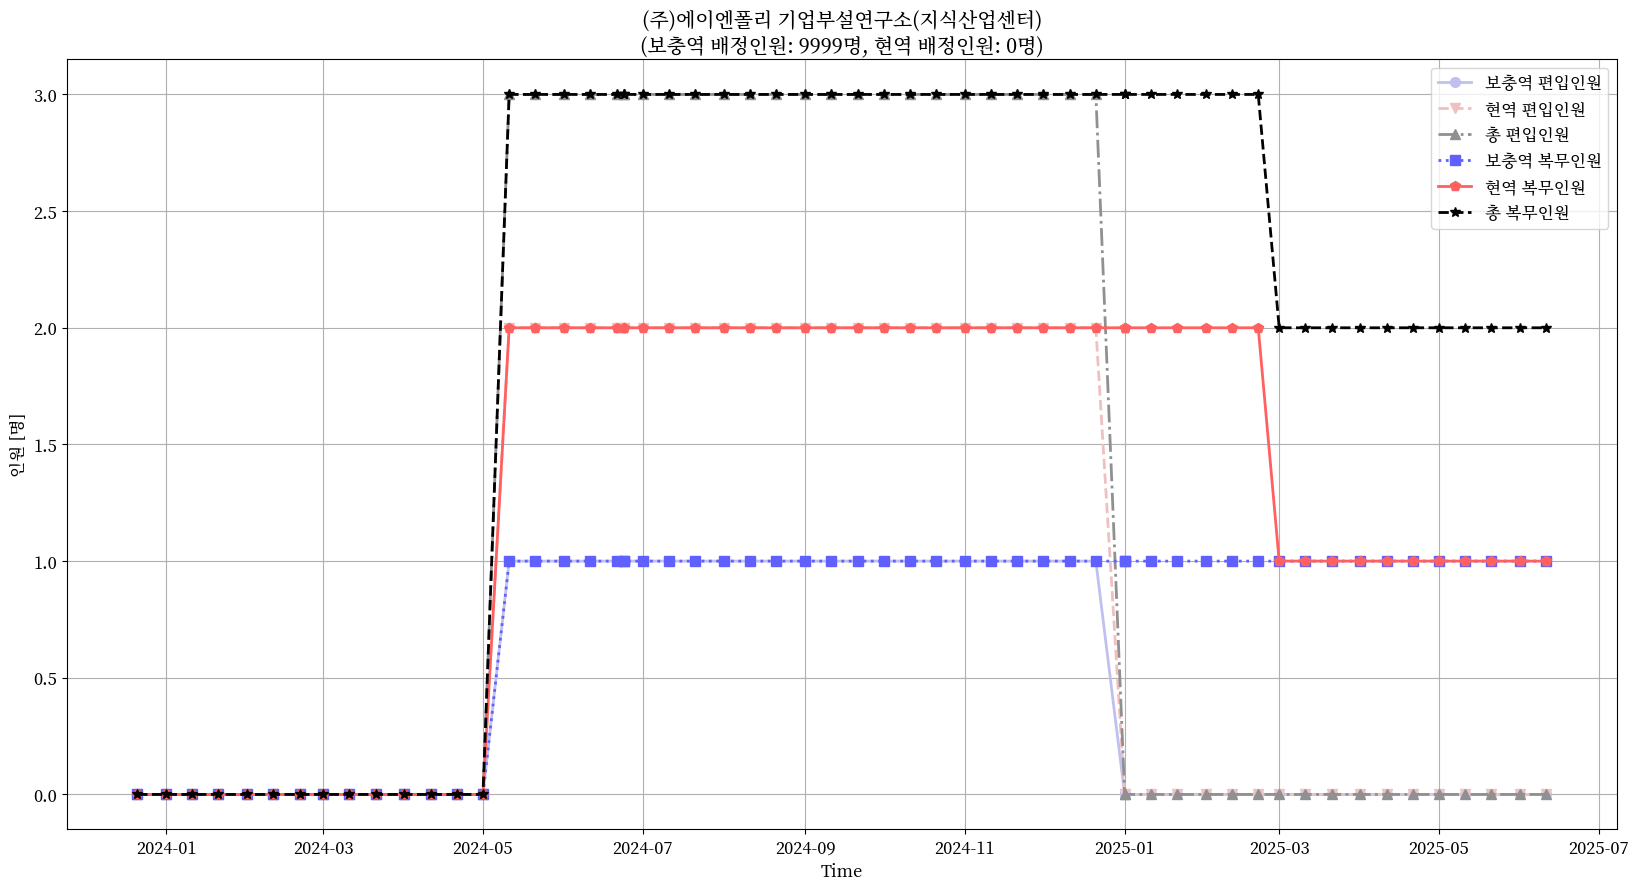 (주)에이엔폴리 기업부설연구소(지식산업센터)
(보충역 배정인원: 9999명, 현역 배정인원: 0명)
보충역 편입인원
현역 편입인원
총 편입인원
보충역 복무인원
현역 복무인원
총 복무인원
인원 [명]
3.0
2.5
2.0
1.5
1.0
0.5
0.0
2024-01 2024-03 2024-05 2024-07 2024-09 2024-11 2025-01 2025-03 2025-05 2025-07
Time